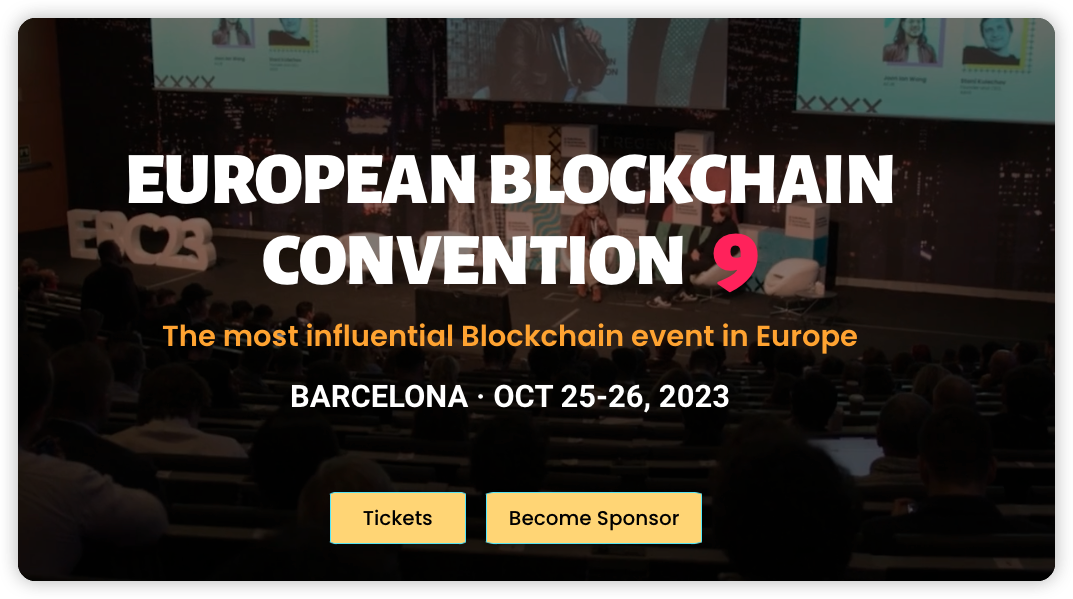 EUROPEAN BLOCKCHAIN
CONVENTION 9
EBC23
The most influential Blockchain event in Europe
BARCELONA · OCT 25-26, 2023
Tickets
Become Sponsor